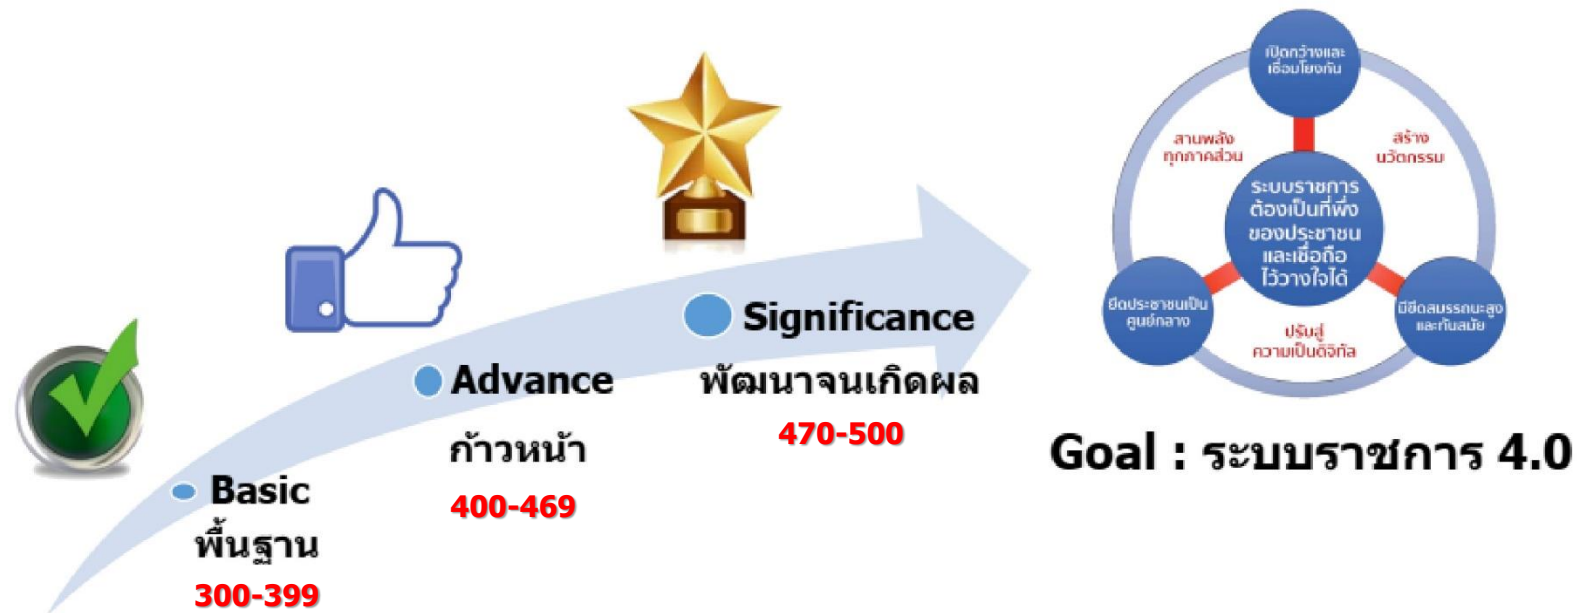 Basic
พื้นฐาน
300-399
Advance
ก้าวหน้า
400-469
Significance
พัฒนาจนเกิดผล
470-500
เปิดกว้างและ
เชื่อมโยงกัน
สานพลัง
ทุกภาคส่วน
สร้าง
นวัตกรรม
ระบบราชการ
ต้องเป็นที่พึ่ง
ของประชาชน
และเชื่อถือ
ไว้วางใจได้
ยึดประชาชนเป็น
ศูนย์กลาง
มีขีดสมรรถนะสูง
และทันสมัย
ปรับสู่
ความเป็นดิจิทัล
Goal : ระบบราชการ 4.0